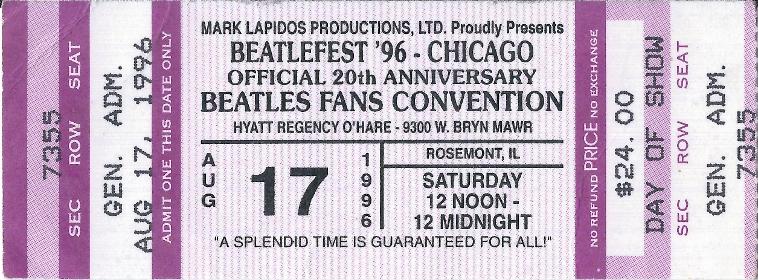 7355
SEC ROW SEAT
GEN. ADM.
AUG 17, 1996
ADMIT ONE THIS DATE ONLY
MARK LAPIDOS PRODUCTIONS, LTD. Proudly Presents
BEATLEFEST '96 - CHICAGO
OFFICIAL 20th ANNIVERSARY
BEATLES FANS CONVENTION
HYATT REGENCY O'HARE - 9300 W. BRYN MAWR
AUG 17 1996
ROSEMONT, IL
SATURDAY
12 NOON -
12 MIDNIGHT
"A SPLENDID TIME IS GUARANTEED FOR ALL!"
NO REFUND PRICE NO EXCHANGE
$24.00
DAY OF SHOW
SEC ROW SEAT
GEN. ADM.
7355